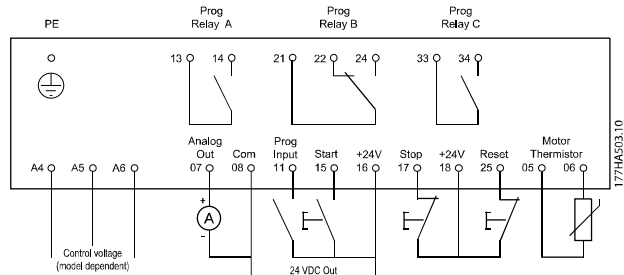 PE
Prog
Relay A
Prog
Relay B
Prog
Relay C
13 14 21 22 24 33 34
Analog
Out
Com
Prog
Input
Start
+24V
Stop
+24V
Reset
Motor
Thermistor
A4 A5 A6 07 08 11 15 16 17 18 25 05 06
+
A
-
Control voltage
(model dependent)
24 VDC Out
177HA503.10